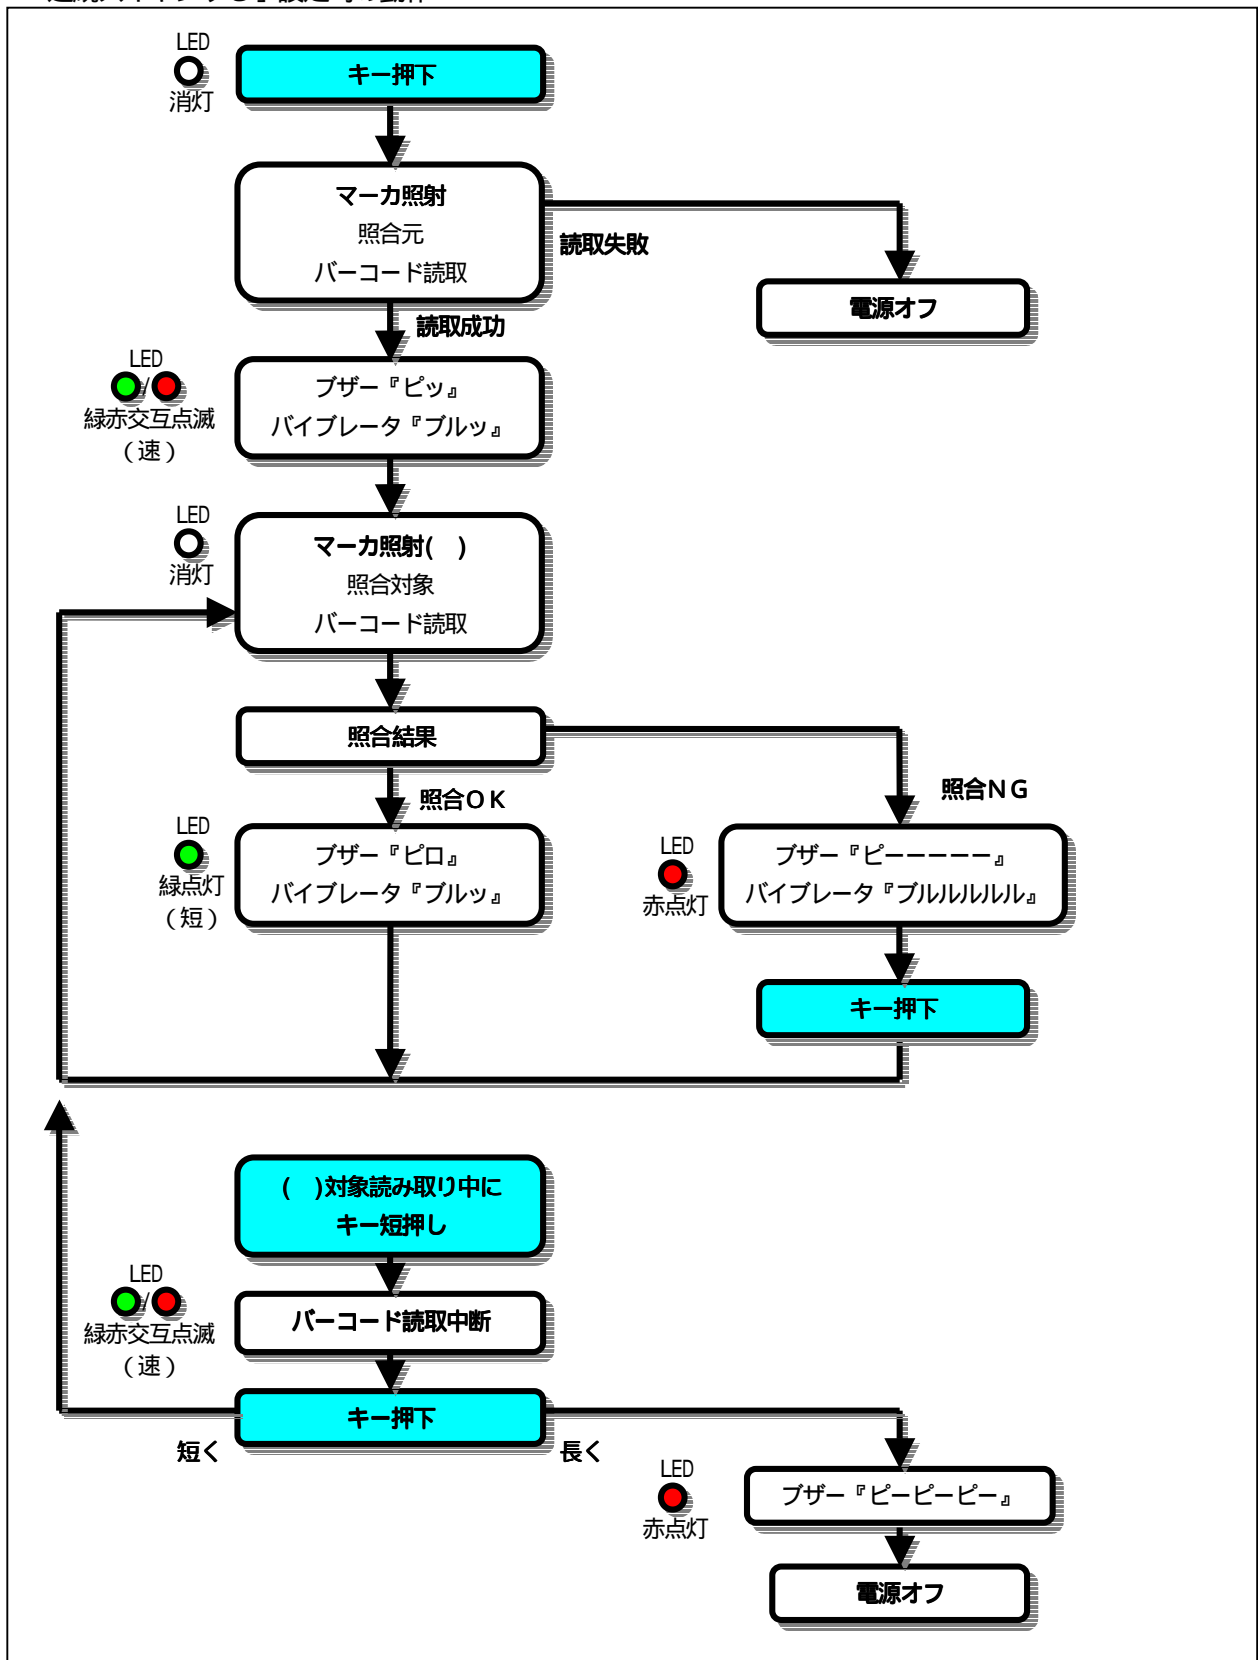 LED
消灯
キー押下
マーカ照射
照合元
バーコード読取
読取失敗
電源オフ
読取成功
LED
/
緑赤交互点滅
(速)
ブザー『ピッ』
バイブレータ『ブルッ』
LED
消灯
マーカ照射( )
照合対象
バーコード読取
照合結果
照合OK
照合NG
LED
緑点灯
(短)
ブザー『ピロ』
バイブレータ『ブルッ』
LED
赤点灯
ブザー『ピーーーーー』
バイブレータ『ブルルルルル』
キー押下
( )対象読み取り中に
キー短押し
LED
/
緑赤交互点滅
(速)
バーコード読取中断
キー押下
短く
長く
LED
赤点灯
ブザー『ピーピーピー』
電源オフ